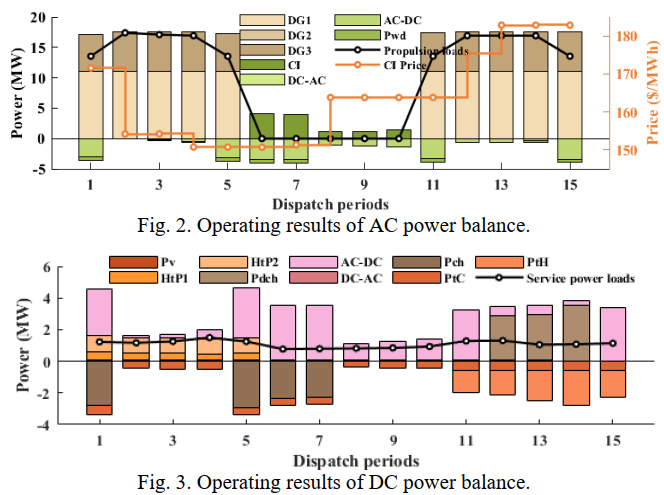 Power (MW)
20
15
10
5
0
-5
DG1
DG2
DG3
CI
DC-AC
AC-DC
Pwd
Propulsion loads
CI Price
180
170
160
150
Price ($/MWh)
1 3 5 7 9 11 13 15
Dispatch periods
Fig. 2. Operating results of AC power balance.
Power (MW)
6
4
2
0
-2
-4
Pv HtP2 AC-DC Pch PtH
HtP1 Pdch DC-AC PtC Service power loads
1 3 5 7 9 11 13 15
Dispatch periods
Fig. 3. Operating results of DC power balance.